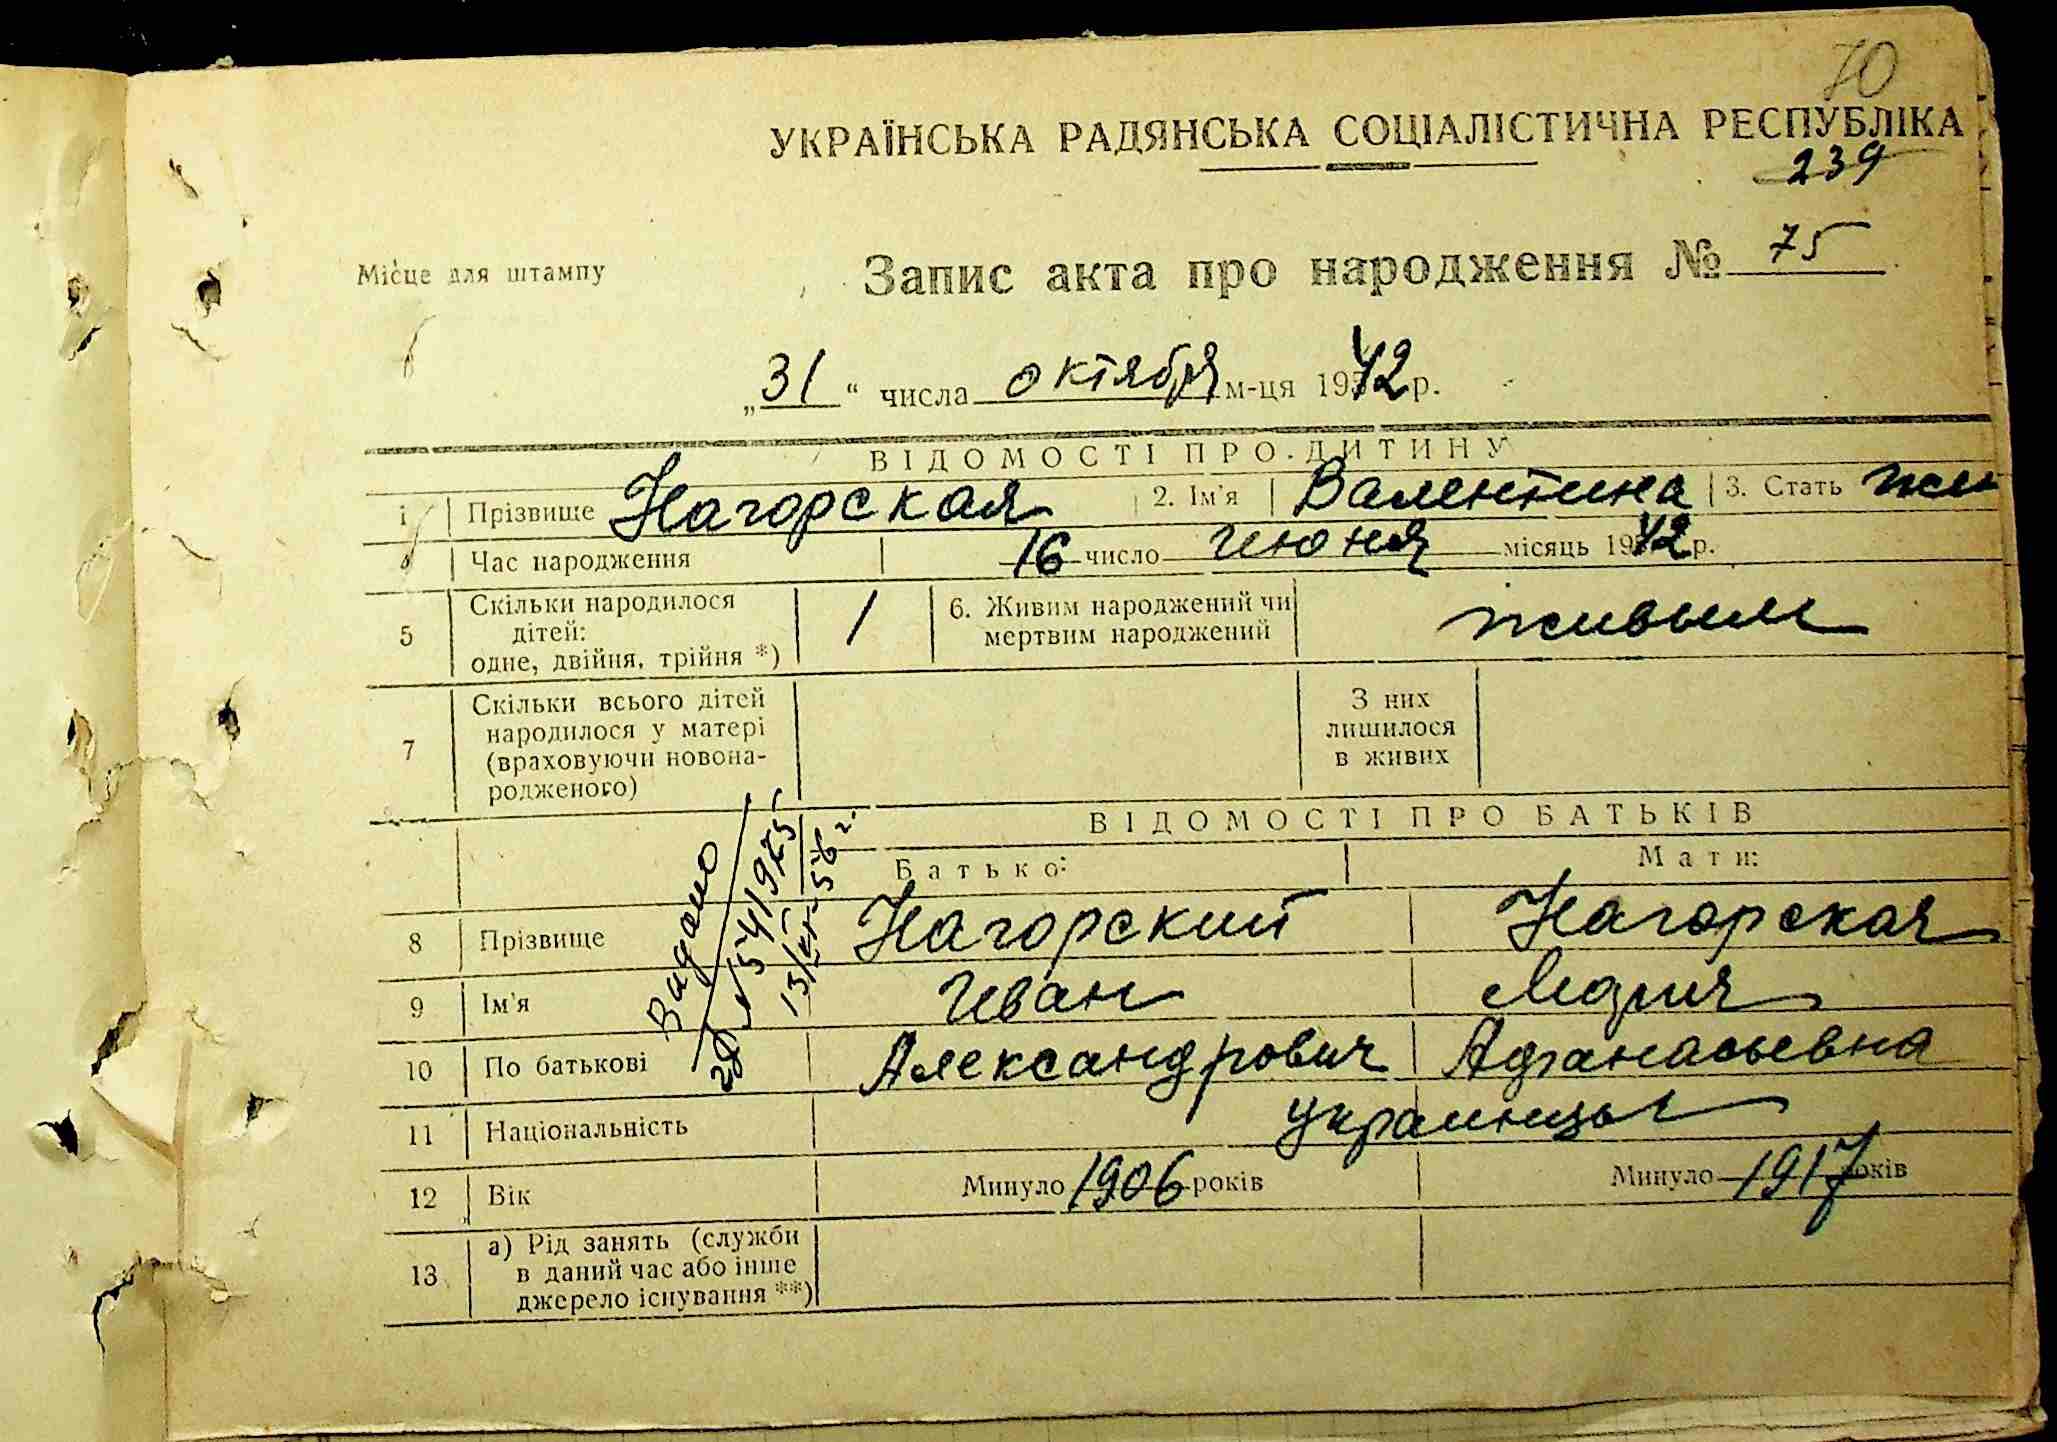 70
УКРАЇНСЬКА РАДЯНСЬКА СОЦІАЛІСТИЧНА РЕСПУБЛІКА
239
Місце для штампу
Запис акта про народження № 75
„31“ числа октября м-ця 1942 р.
ВІДОМОСТІ ПРО ДИТИНУ
1 Прізвище Нагорская 2. Ім'я Валентина 3. Стать жи
Час народження 16 число июня місяць 1942 р.
5 Скільки народилося дітей: одне, двійня, трійня *) 1 6. Живим народжений чи мертвим народжений живым
7 Скільки всього дітей народилося у матері (враховуючи новонародженого) З них лишилося в живих
ВІДОМОСТІ ПРО БАТЬКІВ
Батько: Мати:
8 Прізвище Нагорский Нагорская
9 Ім'я Иван Мария
10 По батькові Александрович Афанасьевна
11 Національність украинцы
12 Вік Минуло 1906 років Минуло 1917 років
13 а) Рід занять (служби в даний час або інше джерело існування **)
Видано
№ 541975